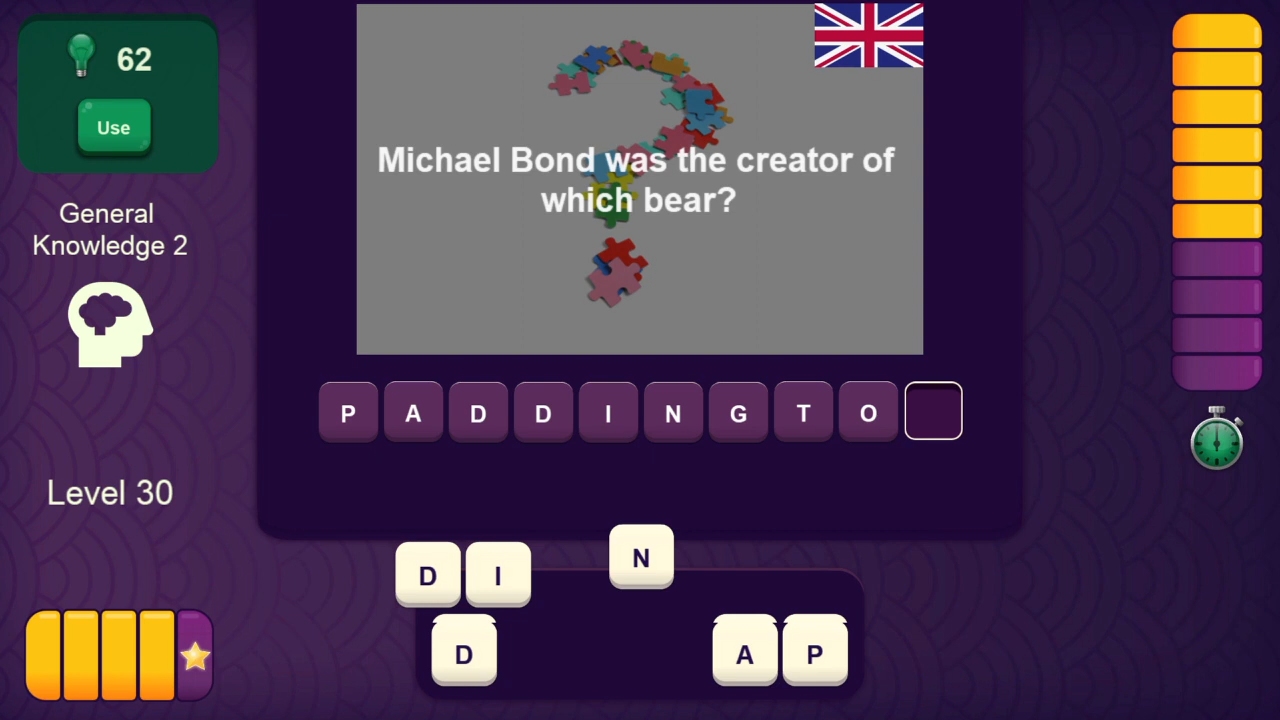 62
Use
General
Knowledge 2
Michael Bond was the creator of
which bear?
P A D D I N G T O
Level 30
D I N
D A P